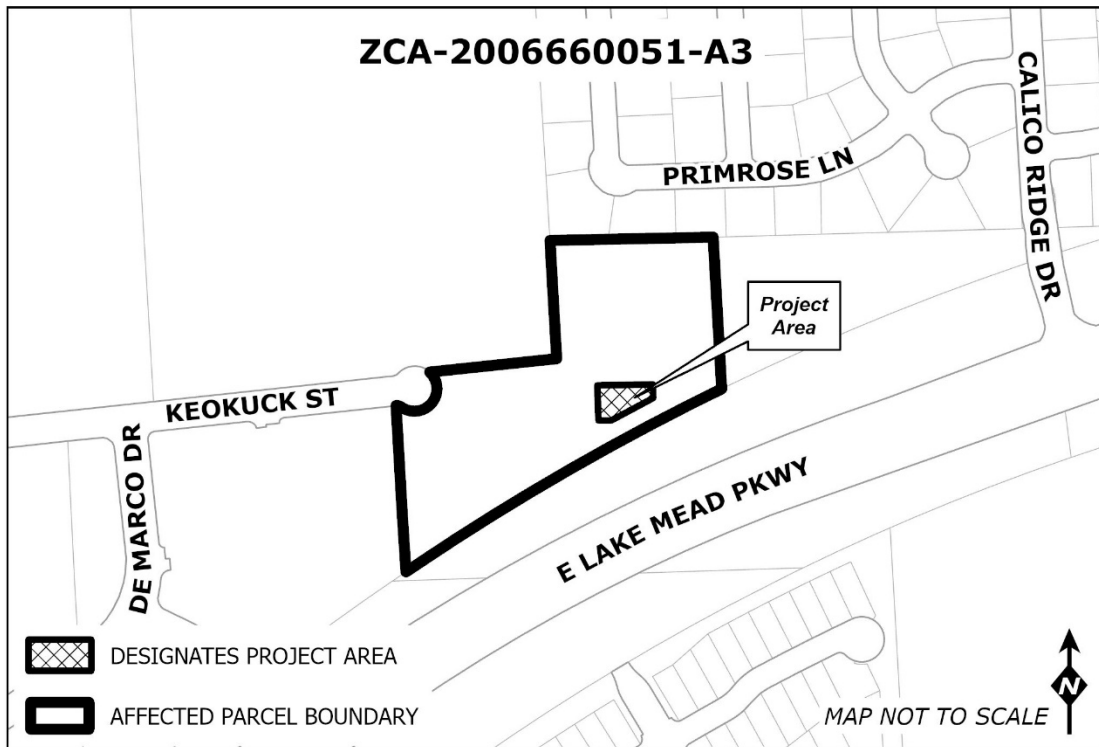 ZCA-2006660051-A3
CALICO RIDGE DR
PRIMROSE LN
Project
Area
KEOKUCK ST
DE MARCO DR
E LAKE MEAD PKWY
DESIGNATES PROJECT AREA
AFFECTED PARCEL BOUNDARY
MAP NOT TO SCALE
N